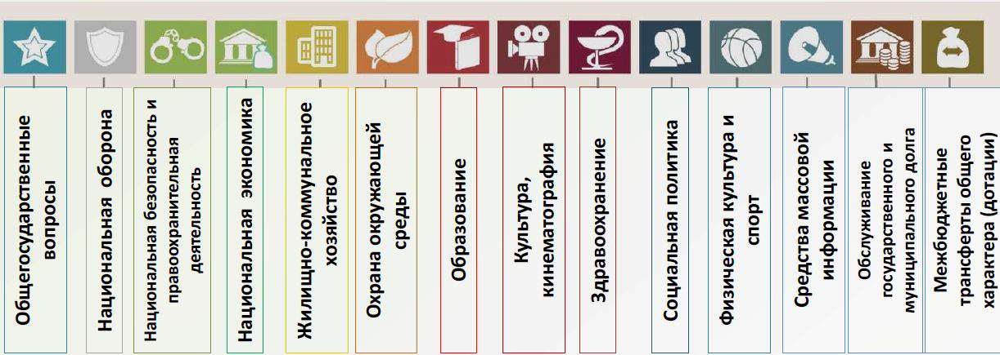 Общегосударственные
вопросы
Национальная оборона
Национальная безопасность и
правоохранительная
деятельность
Национальная экономика
Жилищно-коммунальное
хозяйство
Охрана окружающей
среды
Образование
Культура,
кинематография
Здравоохранение
Социальная политика
Физическая культура и
спорт
Средства массовой
информации
Обслуживание
государственного и
муниципального долга
Межбюджетные
трансферты общего
характера (дотации)